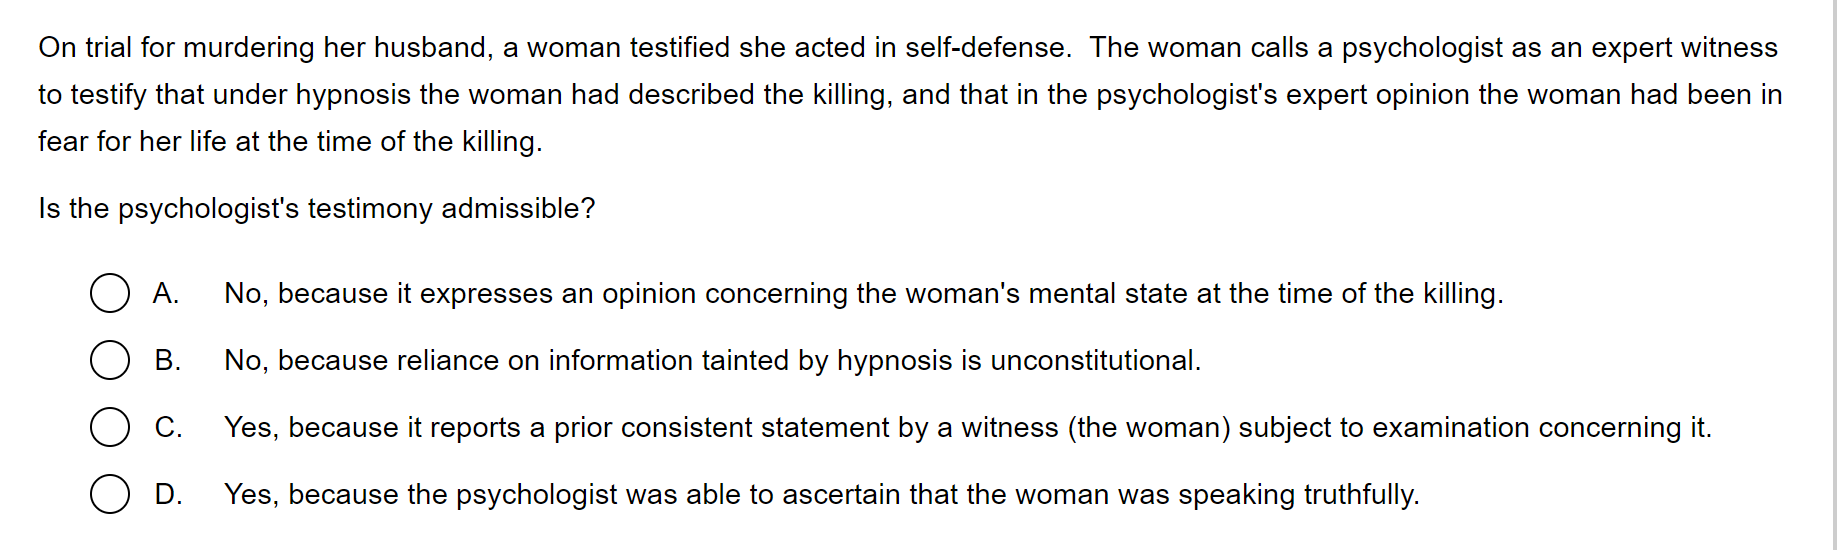 On trial for murdering her husband, a woman testified she acted in self-defense.  The woman calls a psychologist as an expert witness
to testify that under hypnosis the woman had described the killing, and that in the psychologist's expert opinion the woman had been in
fear for her life at the time of the killing.
Is the psychologist's testimony admissible?
A. No, because it expresses an opinion concerning the woman's mental state at the time of the killing.
B. No, because reliance on information tainted by hypnosis is unconstitutional.
C. Yes, because it reports a prior consistent statement by a witness (the woman) subject to examination concerning it.
D. Yes, because the psychologist was able to ascertain that the woman was speaking truthfully.